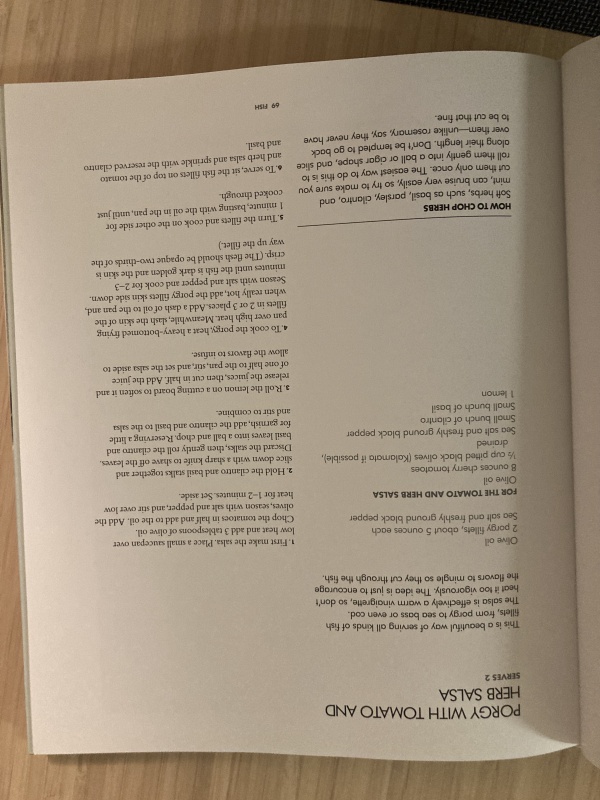 PORGY WITH TOMATO AND
HERB SALSA
SERVES 2
This is a beautiful way of serving all kinds of fish
fillets, from porgy to sea bass or even cod.
The salsa is effectively a warm vinaigrette, so don't
heat it too vigorously. The idea is just to encourage
the flavors to mingle so they cut through the fish.
Olive oil
2 porgy fillets, about 5 ounces each
Sea salt and freshly ground black pepper
FOR THE TOMATO AND HERB SALSA
Olive oil
8 ounces cherry tomatoes
½ cup pitted black olives (Kalamata if possible),
drained
Sea salt and freshly ground black pepper
Small bunch of cilantro
Small bunch of basil
1 lemon
HOW TO CHOP HERBS
Soft herbs, such as basil, parsley, cilantro, and
mint, can bruise very easily, so try to make sure you
cut them only once. The easiest way to do this is to
roll them gently into a ball or cigar shape, and slice
along their length. Don't be tempted to go back
over them—unlike rosemary, say, they never have
to be cut that fine.
1. First make the salsa. Place a small saucepan over
low heat and add 3 tablespoons of olive oil.
Chop the tomatoes in half and add to the oil. Add the
olives, season with salt and pepper, and stir over low
heat for 1–2 minutes. Set aside.
2. Hold the cilantro and basil stalks together and
slice down with a sharp knife to shave off the leaves.
Discard the stalks, then gently roll the cilantro and
basil leaves into a ball and chop. Reserving a little
for garnish, add the cilantro and basil to the salsa
and stir to combine.
3. Roll the lemon on a cutting board to soften it and
release the juices, then cut in half. Add the juice
of one half to the pan, stir, and set the salsa aside to
allow the flavors to infuse.
4. To cook the porgy, heat a heavy-bottomed frying
pan over high heat. Meanwhile, slash the skin of the
fillets in 2 or 3 places. Add a dash of oil to the pan and,
when really hot, add the porgy fillets skin side down.
Season with salt and pepper and cook for 2–3
minutes until the fish is dark golden and the skin is
crisp. (The flesh should be opaque two-thirds of the
way up the fillet.)
5. Turn the fillets and cook on the other side for
1 minute, basting with the oil in the pan, until just
cooked through.
6. To serve, sit the fish fillets on top of the tomato
and herb salsa and sprinkle with the reserved cilantro
and basil.
69 FISH